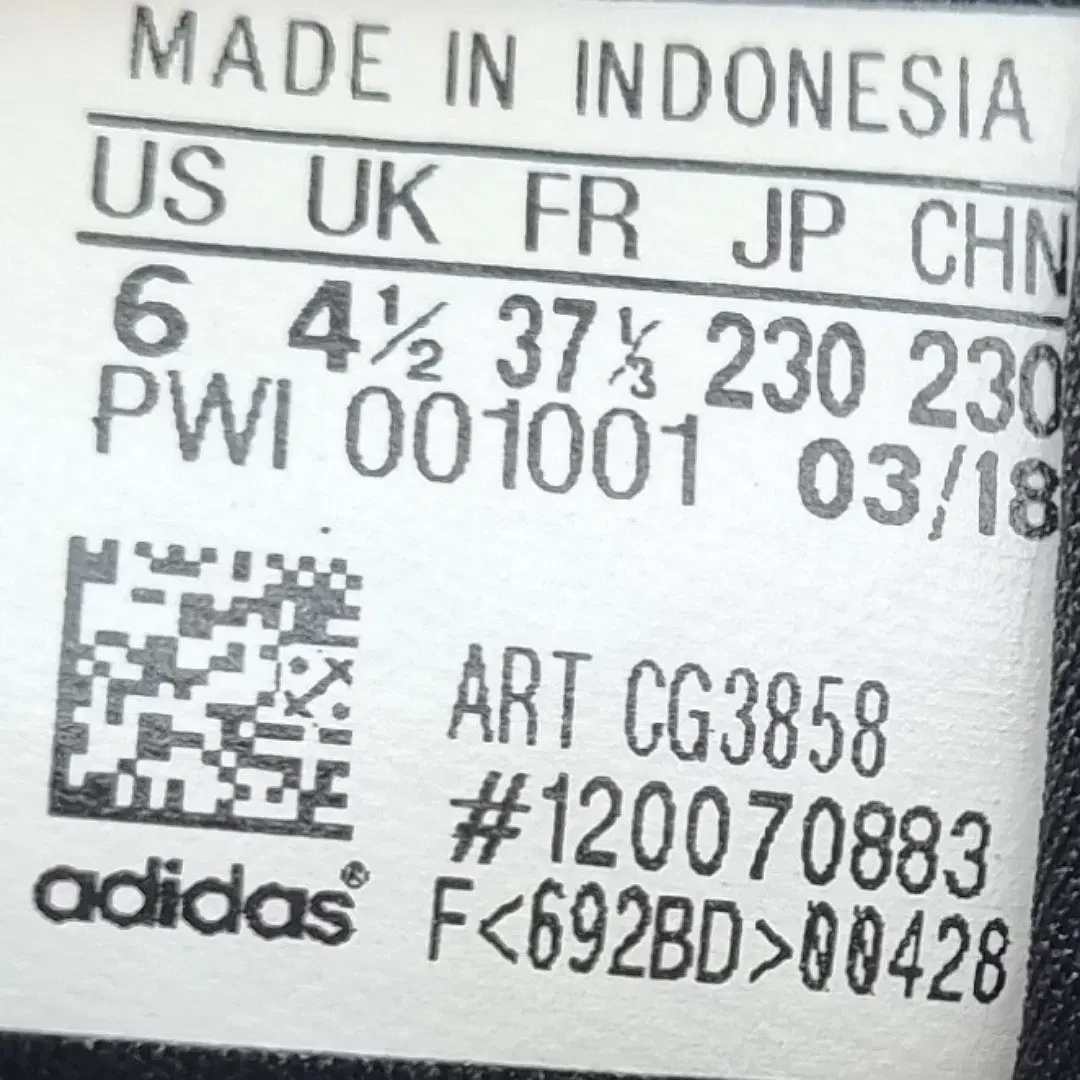 MADE IN INDONESIA
US UK FR JP CHN
6 4½ 37⅓ 230 230
PWI 001001 03/18
ART CG3858
#120070883
adidas®
F<692BD>00428